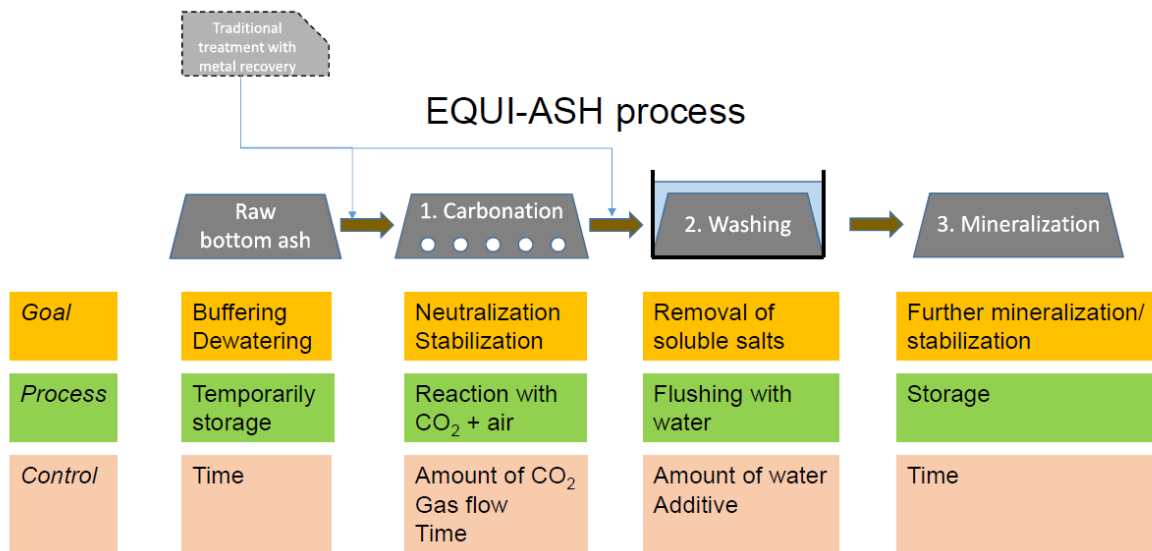 Traditional
treatment with
metal recovery
EQUI-ASH process
Raw
bottom ash
1. Carbonation
2. Washing
3. Mineralization
Goal
Buffering
Dewatering
Neutralization
Stabilization
Removal of
soluble salts
Further mineralization/
stabilization
Process
Temporarily
storage
Reaction with
CO₂ + air
Flushing with
water
Storage
Control
Time
Amount of CO₂
Gas flow
Time
Amount of water
Additive
Time